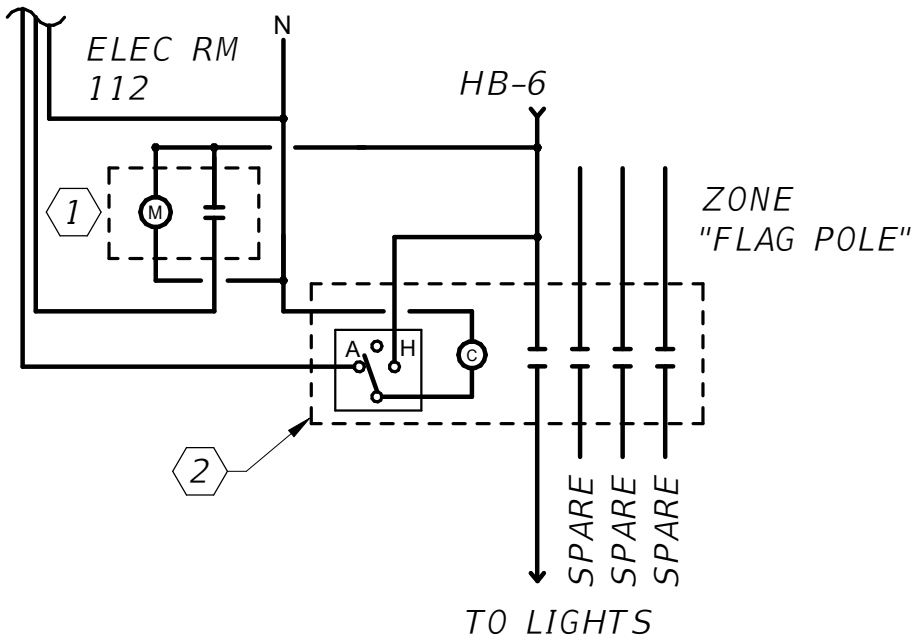 N
ELEC RM
112
HB-6
1
M
ZONE
"FLAG POLE"
A
H
C
2
SPARE
SPARE
SPARE
TO LIGHTS